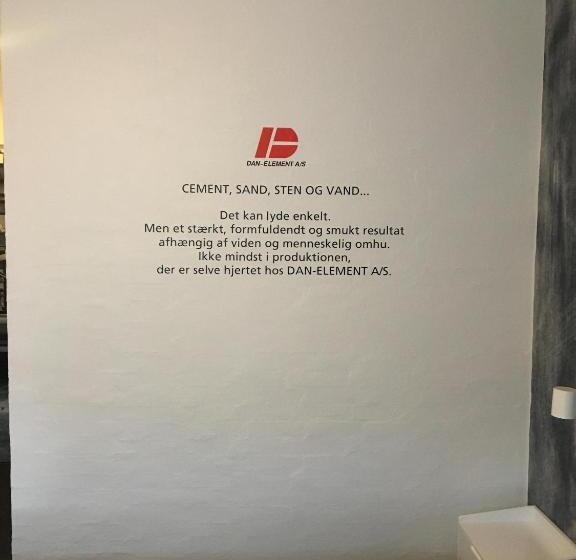 DAN-ELEMENT A/S
CEMENT, SAND, STEN OG VAND...
Det kan lyde enkelt.
Men et stærkt, formfuldendt og smukt resultat
afhængig af viden og menneskelig omhu.
Ikke mindst i produktionen,
der er selve hjertet hos DAN-ELEMENT A/S.